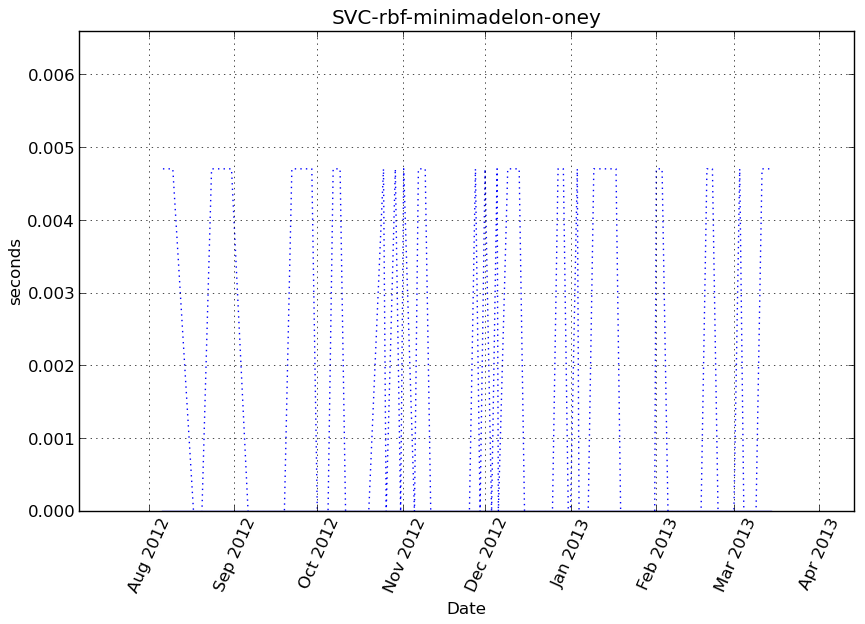 SVC-rbf-minimadelon-oney
0.006
0.005
0.004
0.003
0.002
0.001
0.000
seconds
Aug 2012
Sep 2012
Oct 2012
Nov 2012
Dec 2012
Jan 2013
Feb 2013
Mar 2013
Apr 2013
Date